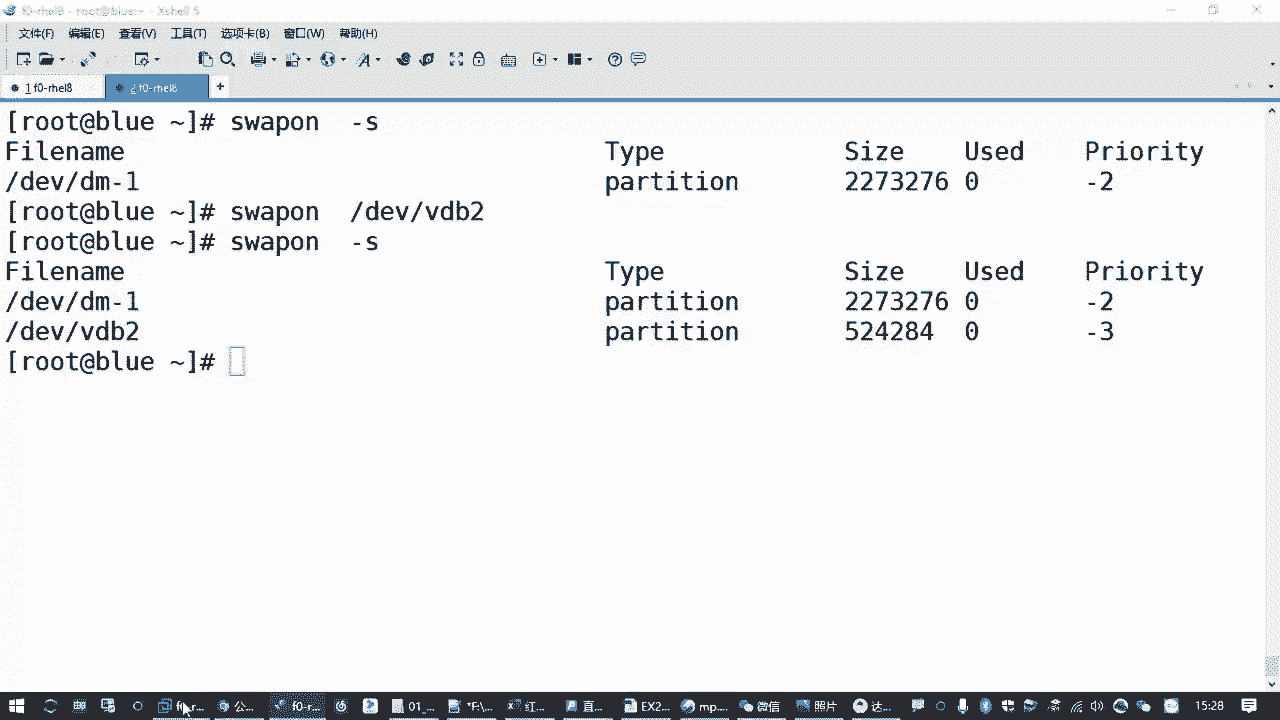 f0-rhel8 - root@blue:~ - Xshell 5
文件(F) 编辑(E) 查看(V) 工具(T) 选项卡(B) 窗口(W) 帮助(H)
1 f0-rhel8 2 f0-rhel8 +
[root@blue ~]# swapon  -s
Filename Type Size Used Priority
/dev/dm-1 partition 2273276 0 -2
[root@blue ~]# swapon  /dev/vdb2
[root@blue ~]# swapon  -s
Filename Type Size Used Priority
/dev/dm-1 partition 2273276 0 -2
/dev/vdb2 partition 524284 0 -3
[root@blue ~]#
公... f0-r... 01_... *F:\... 红... 直... EX2... mp... 微信 照片 达... 15:28